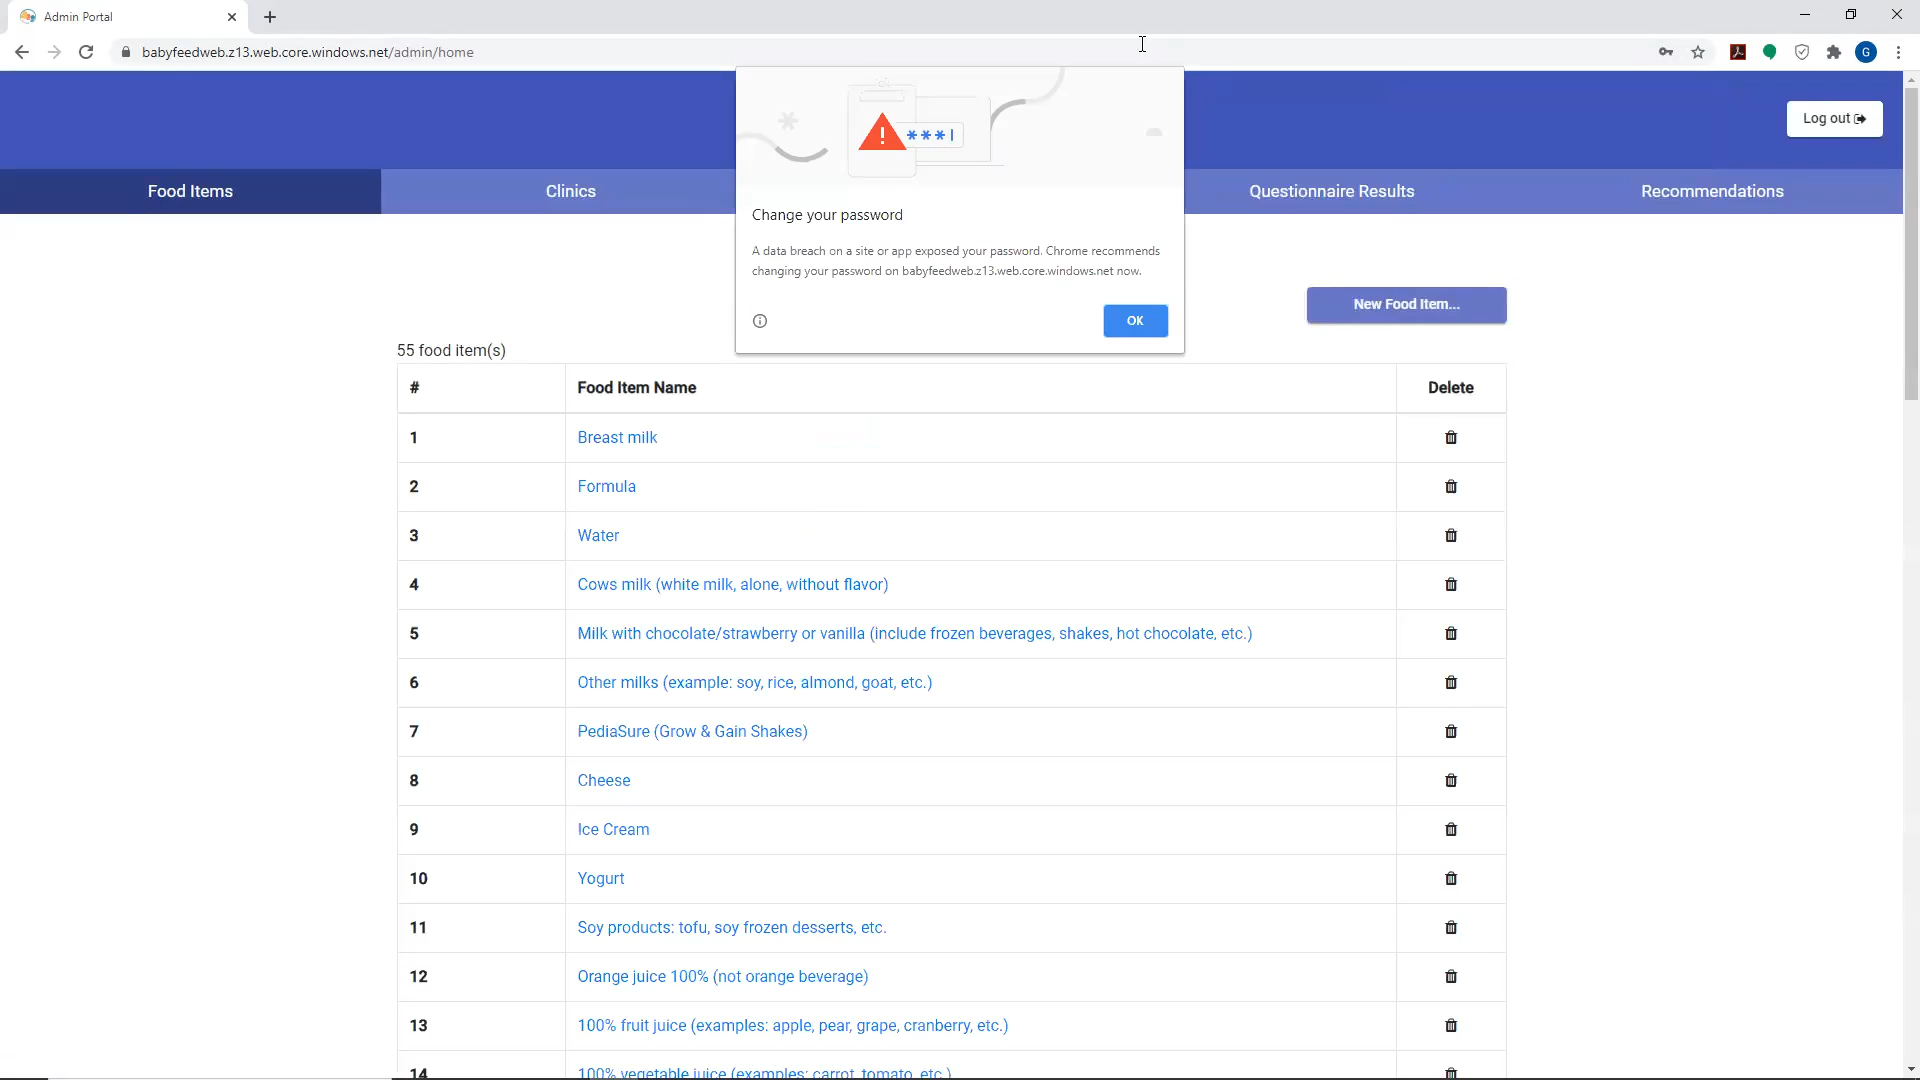 Admin Portal
babyfeedweb.z13.web.core.windows.net/admin/home
G
Log out
Food Items
Clinics
Questionnaire Results
Recommendations
***|
Change your password
A data breach on a site or app exposed your password. Chrome recommends
changing your password on babyfeedweb.z13.web.core.windows.net now.
OK
New Food Item...
55 food item(s)
# Food Item Name Delete
1 Breast milk
2 Formula
3 Water
4 Cows milk (white milk, alone, without flavor)
5 Milk with chocolate/strawberry or vanilla (include frozen beverages, shakes, hot chocolate, etc.)
6 Other milks (example: soy, rice, almond, goat, etc.)
7 PediaSure (Grow & Gain Shakes)
8 Cheese
9 Ice Cream
10 Yogurt
11 Soy products: tofu, soy frozen desserts, etc.
12 Orange juice 100% (not orange beverage)
13 100% fruit juice (examples: apple, pear, grape, cranberry, etc.)
14 100% vegetable juice (examples: carrot, tomato, etc.)